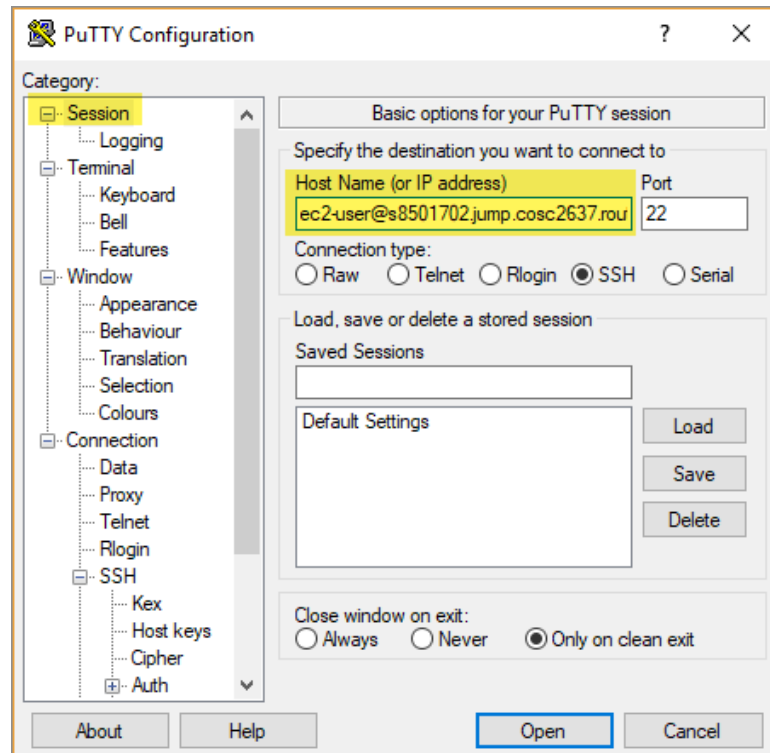 PuTTY Configuration
?
Category:
Session
Logging
Terminal
Keyboard
Bell
Features
Window
Appearance
Behaviour
Translation
Selection
Colours
Connection
Data
Proxy
Telnet
Rlogin
SSH
Kex
Host keys
Cipher
Auth
Basic options for your PuTTY session
Specify the destination you want to connect to
Host Name (or IP address) Port
ec2-user@s8501702.jump.cosc2637.rou 22
Connection type:
Raw Telnet Rlogin SSH Serial
Load, save or delete a stored session
Saved Sessions
Default Settings
Load
Save
Delete
Close window on exit:
Always Never Only on clean exit
About Help Open Cancel